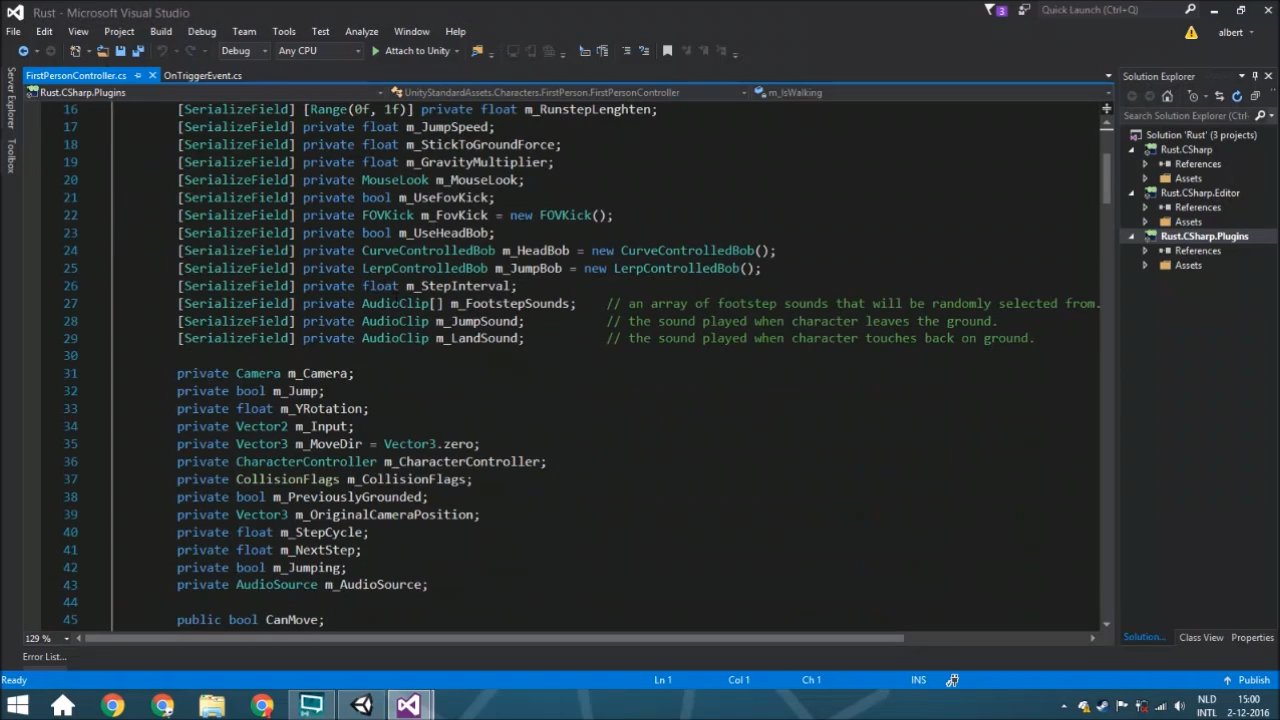 Rust - Microsoft Visual Studio
3
Quick Launch (Ctrl+Q)
File Edit View Project Build Debug Team Tools Test Analyze Window Help
albert
Debug Any CPU Attach to Unity
Server Explorer
Toolbox
FirstPersonController.cs OnTriggerEvent.cs
Rust.CSharp.Plugins UnityStandardAssets.Characters.FirstPerson.FirstPersonController m_IsWalking
16 [SerializeField] [Range(0f, 1f)] private float m_RunstepLenghten;
17 [SerializeField] private float m_JumpSpeed;
18 [SerializeField] private float m_StickToGroundForce;
19 [SerializeField] private float m_GravityMultiplier;
20 [SerializeField] private MouseLook m_MouseLook;
21 [SerializeField] private bool m_UseFovKick;
22 [SerializeField] private FOVKick m_FovKick = new FOVKick();
23 [SerializeField] private bool m_UseHeadBob;
24 [SerializeField] private CurveControlledBob m_HeadBob = new CurveControlledBob();
25 [SerializeField] private LerpControlledBob m_JumpBob = new LerpControlledBob();
26 [SerializeField] private float m_StepInterval;
27 [SerializeField] private AudioClip[] m_FootstepSounds; // an array of footstep sounds that will be randomly selected from.
28 [SerializeField] private AudioClip m_JumpSound; // the sound played when character leaves the ground.
29 [SerializeField] private AudioClip m_LandSound; // the sound played when character touches back on ground.
30
31 private Camera m_Camera;
32 private bool m_Jump;
33 private float m_YRotation;
34 private Vector2 m_Input;
35 private Vector3 m_MoveDir = Vector3.zero;
36 private CharacterController m_CharacterController;
37 private CollisionFlags m_CollisionFlags;
38 private bool m_PreviouslyGrounded;
39 private Vector3 m_OriginalCameraPosition;
40 private float m_StepCycle;
41 private float m_NextStep;
42 private bool m_Jumping;
43 private AudioSource m_AudioSource;
44
45 public bool CanMove;
129 %
Error List...
Solution Explorer
Search Solution Explorer (Ctrl+
Solution 'Rust' (3 projects)
Rust.CSharp
References
Assets
Rust.CSharp.Editor
References
Assets
Rust.CSharp.Plugins
References
Assets
Solution... Class View Properties
Ready Ln 1 Col 1 Ch 1 INS Publish
NLD 15:00
INTL 2-12-2016